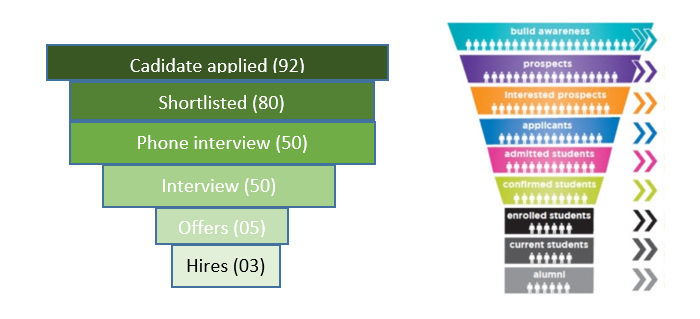 Cadidate applied (92)
Shortlisted (80)
Phone interview (50)
Interview (50)
Offers (05)
Hires (03)
build awareness
prospects
interested prospects
applicants
admitted students
confirmed students
enrolled students
current students
alumni